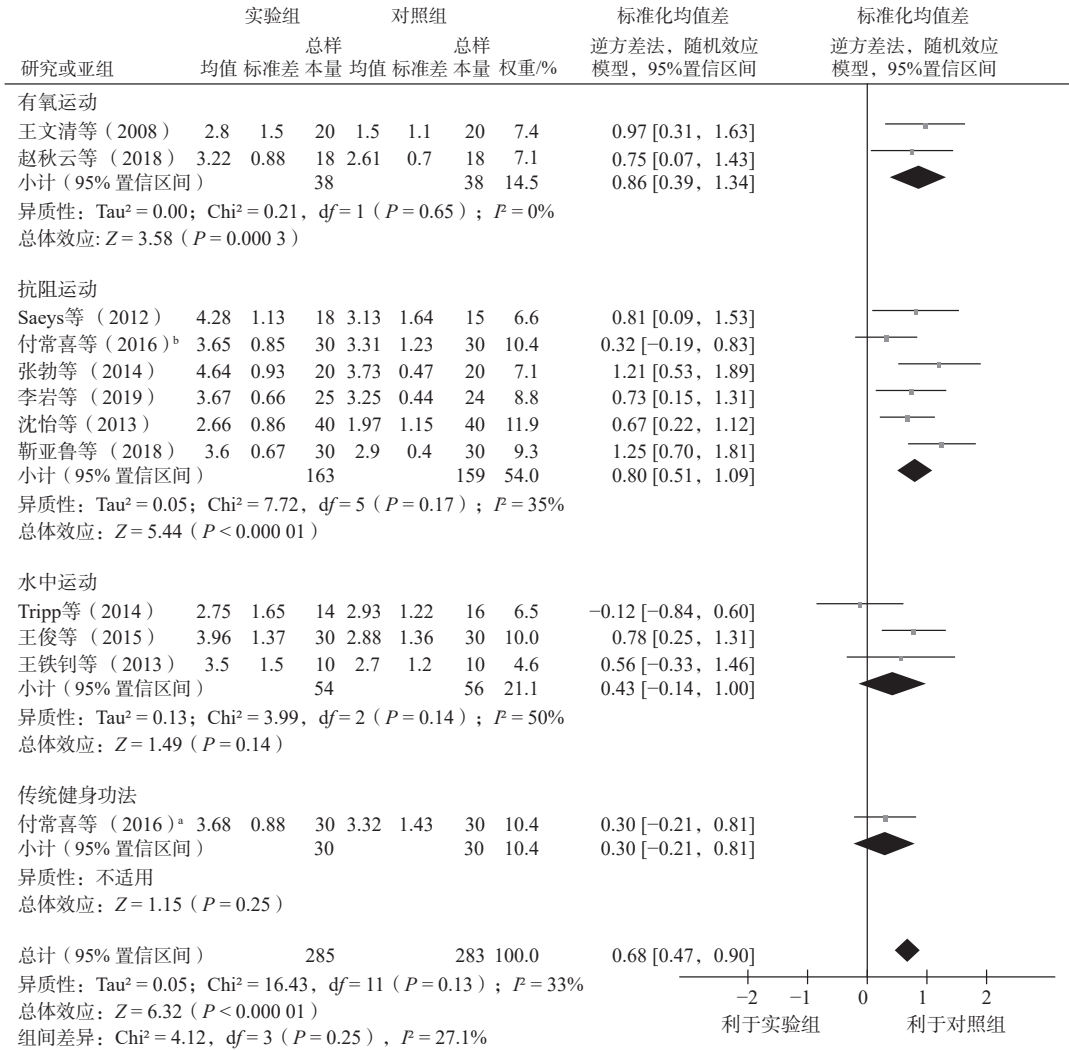 实验组 对照组 标准化均值差 标准化均值差
总样 总样 逆方差法，随机效应 逆方差法，随机效应
研究或亚组 均值 标准差 本量 均值 标准差 本量 权重/% 模型，95%置信区间 模型，95%置信区间
有氧运动
王文清等（2008） 2.8 1.5 20 1.5 1.1 20 7.4 0.97 [0.31，1.63]
赵秋云等（2018） 3.22 0.88 18 2.61 0.7 18 7.1 0.75 [0.07，1.43]
小计（95% 置信区间） 38 38 14.5 0.86 [0.39，1.34]
异质性：Tau² = 0.00；Chi² = 0.21，df = 1（P = 0.65）；I² = 0%
总体效应: Z = 3.58（P = 0.000 3）
抗阻运动
Saeys等（2012） 4.28 1.13 18 3.13 1.64 15 6.6 0.81 [0.09，1.53]
付常喜等（2016）ᵇ 3.65 0.85 30 3.31 1.23 30 10.4 0.32 [−0.19，0.83]
张勃等（2014） 4.64 0.93 20 3.73 0.47 20 7.1 1.21 [0.53，1.89]
李岩等（2019） 3.67 0.66 25 3.25 0.44 24 8.8 0.73 [0.15，1.31]
沈怡等（2013） 2.66 0.86 40 1.97 1.15 40 11.9 0.67 [0.22，1.12]
靳亚鲁等（2018） 3.6 0.67 30 2.9 0.4 30 9.3 1.25 [0.70，1.81]
小计（95% 置信区间） 163 159 54.0 0.80 [0.51，1.09]
异质性：Tau² = 0.05；Chi² = 7.72，df = 5（P = 0.17）；I² = 35%
总体效应：Z = 5.44（P < 0.000 01）
水中运动
Tripp等（2014） 2.75 1.65 14 2.93 1.22 16 6.5 −0.12 [−0.84，0.60]
王俊等（2015） 3.96 1.37 30 2.88 1.36 30 10.0 0.78 [0.25，1.31]
王轶钊等（2013） 3.5 1.5 10 2.7 1.2 10 4.6 0.56 [−0.33，1.46]
小计（95% 置信区间） 54 56 21.1 0.43 [−0.14，1.00]
异质性：Tau² = 0.13；Chi² = 3.99，df = 2（P = 0.14）；I² = 50%
总体效应：Z = 1.49（P = 0.14）
传统健身功法
付常喜等（2016）ᵃ 3.68 0.88 30 3.32 1.43 30 10.4 0.30 [−0.21，0.81]
小计（95% 置信区间） 30 30 10.4 0.30 [−0.21，0.81]
异质性：不适用
总体效应：Z = 1.15（P = 0.25）
总计（95% 置信区间） 285 283 100.0 0.68 [0.47，0.90]
异质性：Tau² = 0.05；Chi² = 16.43，df = 11（P = 0.13）；I² = 33%
−2 −1 0 1 2
总体效应：Z = 6.32（P < 0.000 01）
利于实验组 利于对照组
组间差异：Chi² = 4.12，df = 3（P = 0.25），I² = 27.1%